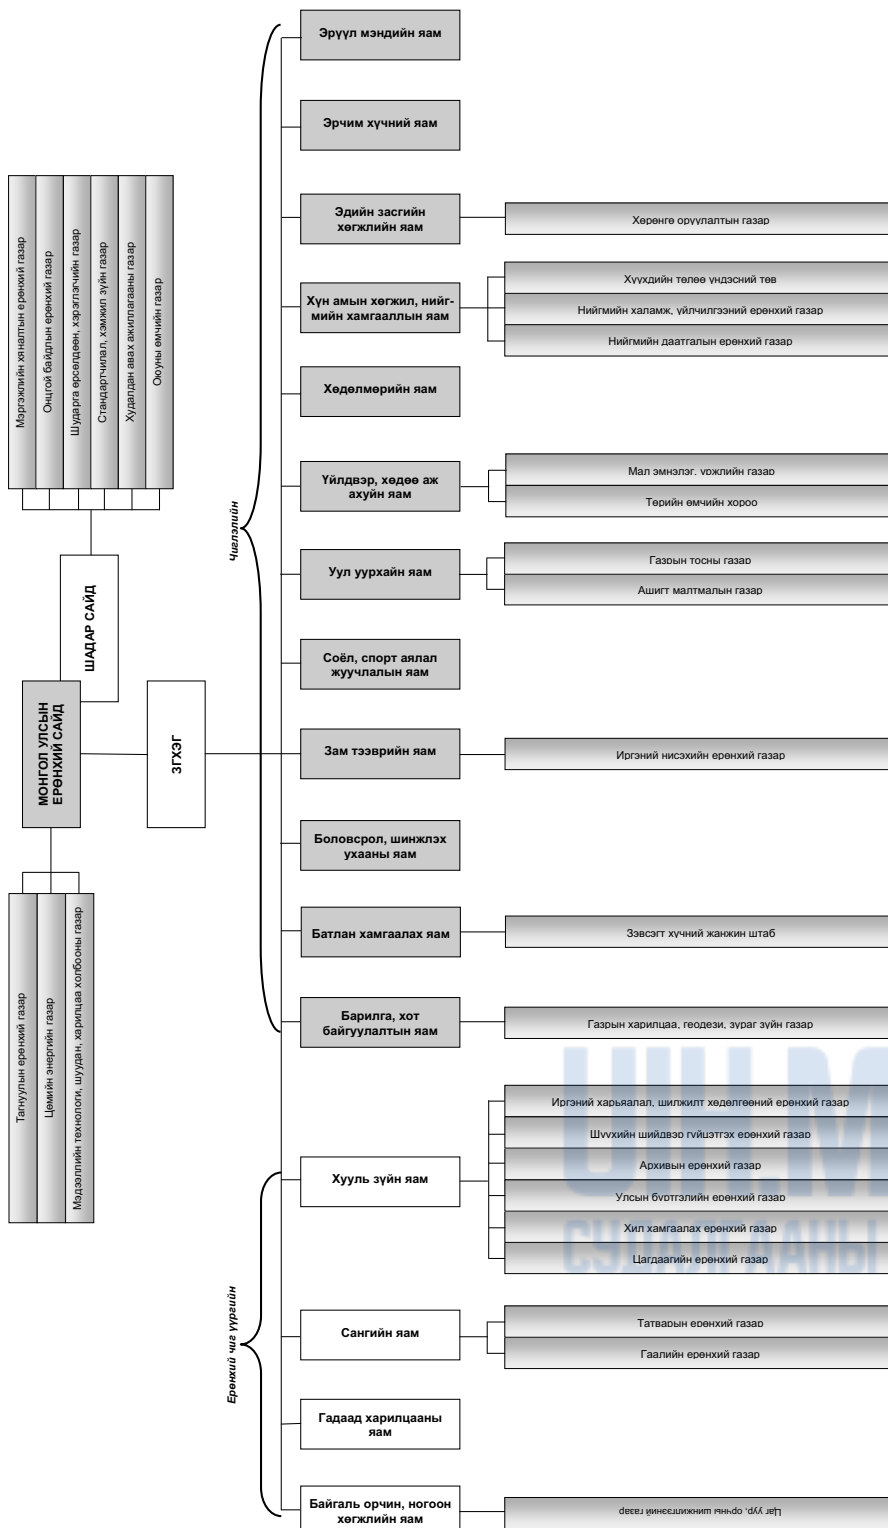 МОНГОЛ УЛСЫН
ЕРӨНХИЙ САЙД
ШАДАР САЙД
ЗГХЭГ
Мэргэжлийн хяналтын ерөнхий газар
Онцгой байдлын ерөнхий газар
Шударга өрсөлдөөн, хэрэглэгчийн газар
Стандартчилал, хэмжил зүйн газар
Худалдан авах ажиллагааны газар
Оюуны өмчийн газар
Тагнуулын ерөнхий газар
Цөмийн энергийн газар
Мэдээллийн технологи, шуудан, харилцаа холбооны газар
Чиглэлийн
Эрүүл мэндийн яам
Эрчим хүчний яам
Эдийн засгийн
хөгжлийн яам
Хөрөнгө оруулалтын газар
Хүн амын хөгжил, нийг-
мийн хамгааллын яам
Хүүхдийн төлөө үндэсний төв
Нийгмийн халамж, үйлчилгээний ерөнхий газар
Нийгмийн даатгалын ерөнхий газар
Хөдөлмөрийн яам
Үйлдвэр, хөдөө аж
ахуйн яам
Мал эмнэлэг, үржлийн газар
Төрийн өмчийн хороо
Уул уурхайн яам
Газрын тосны газар
Ашигт малтмалын газар
Соёл, спорт аялал
жуучлалын яам
Зам тээврийн яам
Иргэний нисэхийн ерөнхий газар
Боловсрол, шинжлэх
ухааны яам
Батлан хамгаалах яам
Зэвсэгт хүчний жанжин штаб
Барилга, хот
байгуулалтын яам
Газрын харилцаа, геодези, зураг зүйн газар
Ерөнхий чиг үүргийн
Хууль зүйн яам
Иргэний харьяалал, шилжилт хөдөлгөөний ерөнхий газар
Шүүхийн шийдвэр гүйцэтгэх ерөнхий газар
Архивын ерөнхий газар
Улсын бүртгэлийн ерөнхий газар
Хил хамгаалах ерөнхий газар
Цагдаагийн ерөнхий газар
Сангийн яам
Татварын ерөнхий газар
Гаалийн ерөнхий газар
Гадаад харилцааны
яам
Байгаль орчин, ногоон
хөгжлийн яам
Цаг уур, орчны шинжилгээний газар
UIH.M
СУДАЛГААНЫ